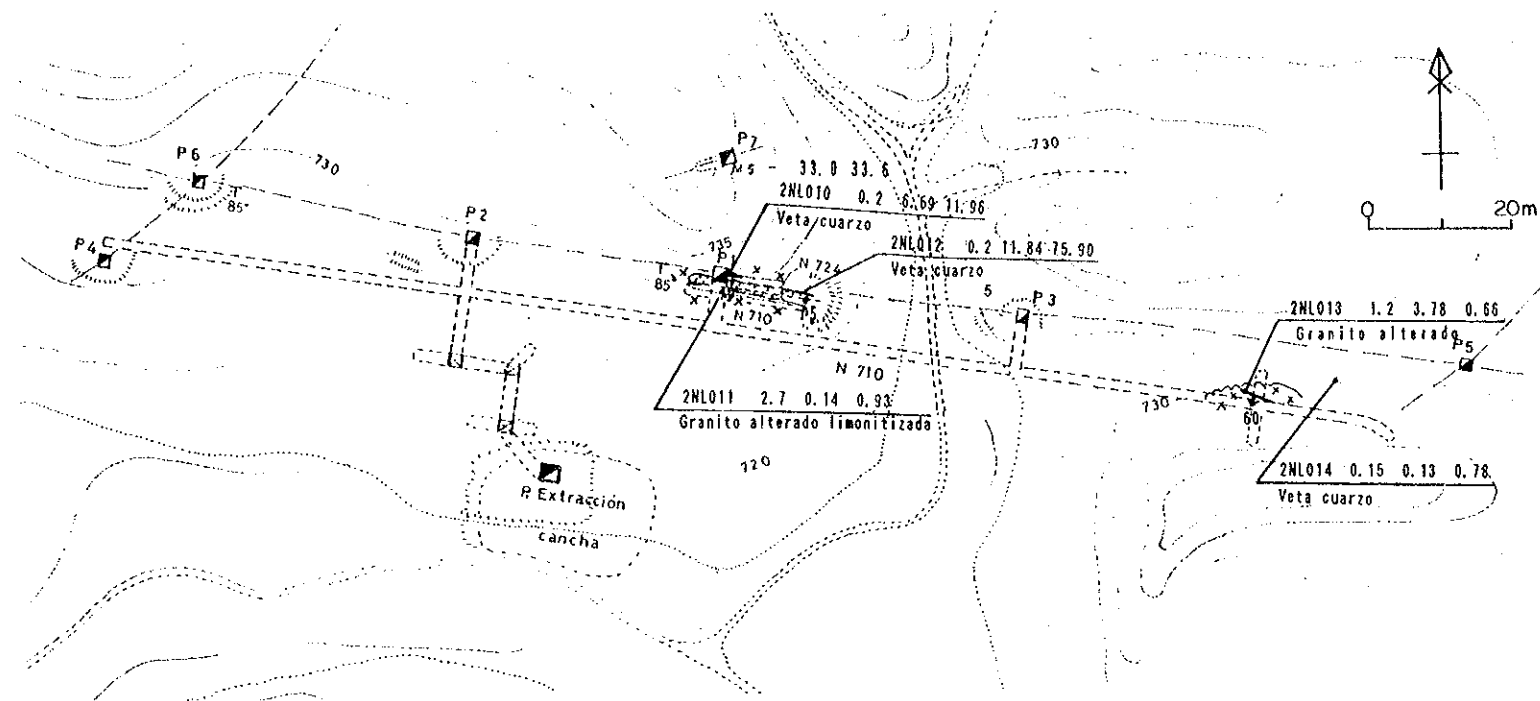 P6
730
T
85°
P4
P2
P7
M5 - 33.0 33.6
2NL010 0.2 6.69 11.96
Veta cuarzo
735
P1
T
85°
N 724
2NL012 0.2 11.84 75.90
Veta cuarzo
N 710
2NL011 2.7 0.14 0.93
Granito alterado limonitizada
P. Extracción
cancha
720
N 710
5
P3
730
0 20m
2NL013 1.2 3.78 0.66
Granito alterado
P5
730
60
2NL014 0.15 0.13 0.78
Veta cuarzo